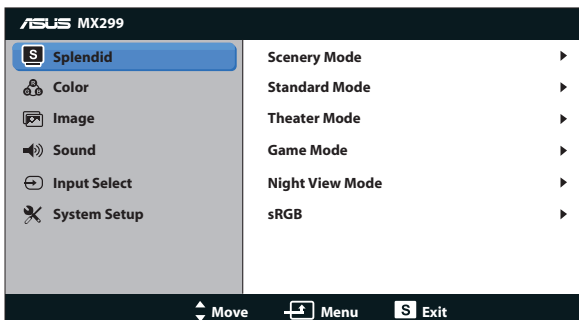 ASUS MX299
S Splendid
Color
Image
Sound
Input Select
System Setup
Scenery Mode
Standard Mode
Theater Mode
Game Mode
Night View Mode
sRGB
Move Menu S Exit